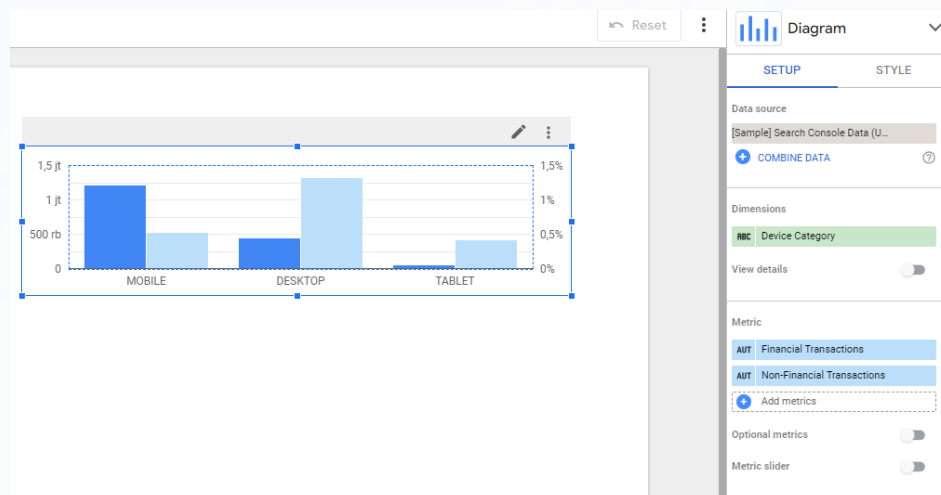 Reset
Diagram
SETUP STYLE
Data source
[Sample] Search Console Data (U...
COMBINE DATA
Dimensions
ABC Device Category
View details
Metric
AUT Financial Transactions
AUT Non-Financial Transactions
Add metrics
Optional metrics
Metric slider
1,5 jt 1,5%
1 jt 1%
500 rb 0,5%
0 0%
MOBILE DESKTOP TABLET